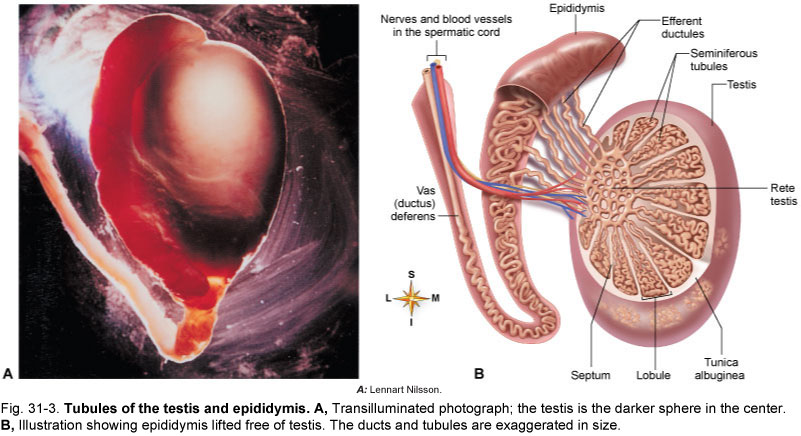 Nerves and blood vessels
in the spermatic cord
Epididymis
Efferent
ductules
Seminiferous
tubules
Testis
Rete
testis
Vas
(ductus)
deferens
S
L M
I
Septum
Lobule
Tunica
albuginea
A
B
A: Lennart Nilsson.
Fig. 31-3. Tubules of the testis and epididymis. A, Transilluminated photograph; the testis is the darker sphere in the center.
B, Illustration showing epididymis lifted free of testis. The ducts and tubules are exaggerated in size.